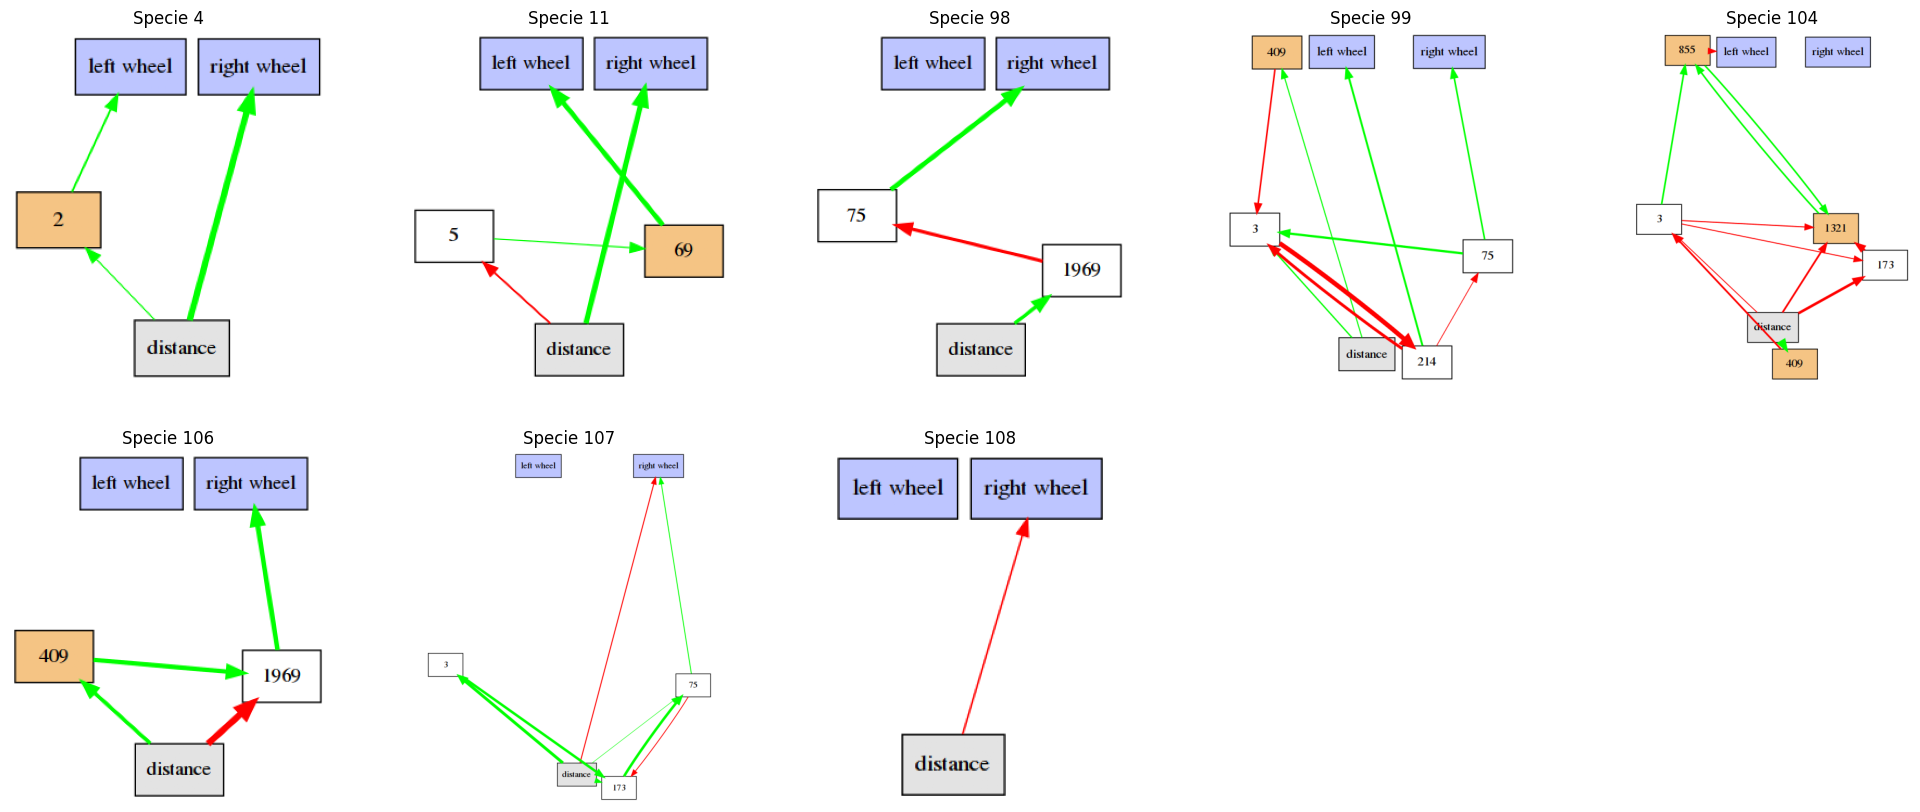 Specie 4
left wheel
right wheel
2
distance
Specie 11
left wheel
right wheel
5
69
distance
Specie 98
left wheel
right wheel
75
1969
distance
Specie 99
409
left wheel
right wheel
3
75
distance
214
Specie 104
855
left wheel
right wheel
3
1321
173
distance
409
Specie 106
left wheel
right wheel
409
1969
distance
Specie 107
left wheel
right wheel
3
75
distance
173
Specie 108
left wheel
right wheel
distance